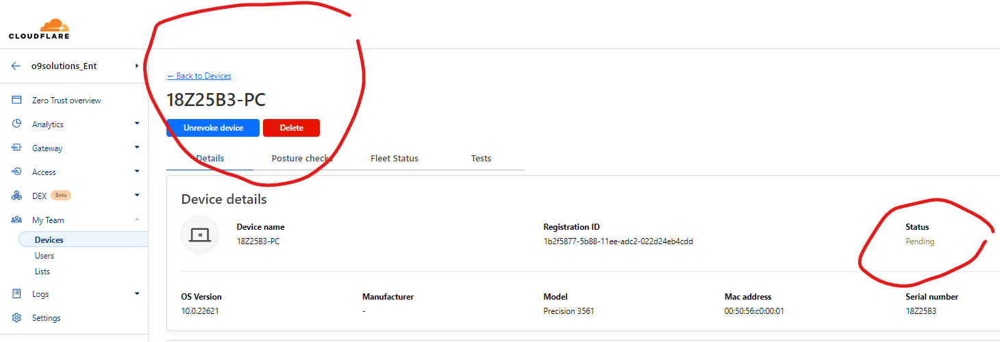 CLOUDFLARE
o9solutions_Ent
Zero Trust overview
Analytics
Gateway
Access
DEX Beta
My Team
Devices
Users
Lists
Logs
Settings
← Back to Devices
18Z25B3-PC
Unrevoke device Delete
Details Posture checks Fleet Status Tests
Device details
Device name Registration ID Status
18Z25B3-PC 1b2f5877-5b88-11ee-adc2-022d24eb4cdd Pending
OS Version Manufacturer Model Mac address Serial number
10.0.22621 - Precision 3561 00:50:56:c0:00:01 18Z25B3